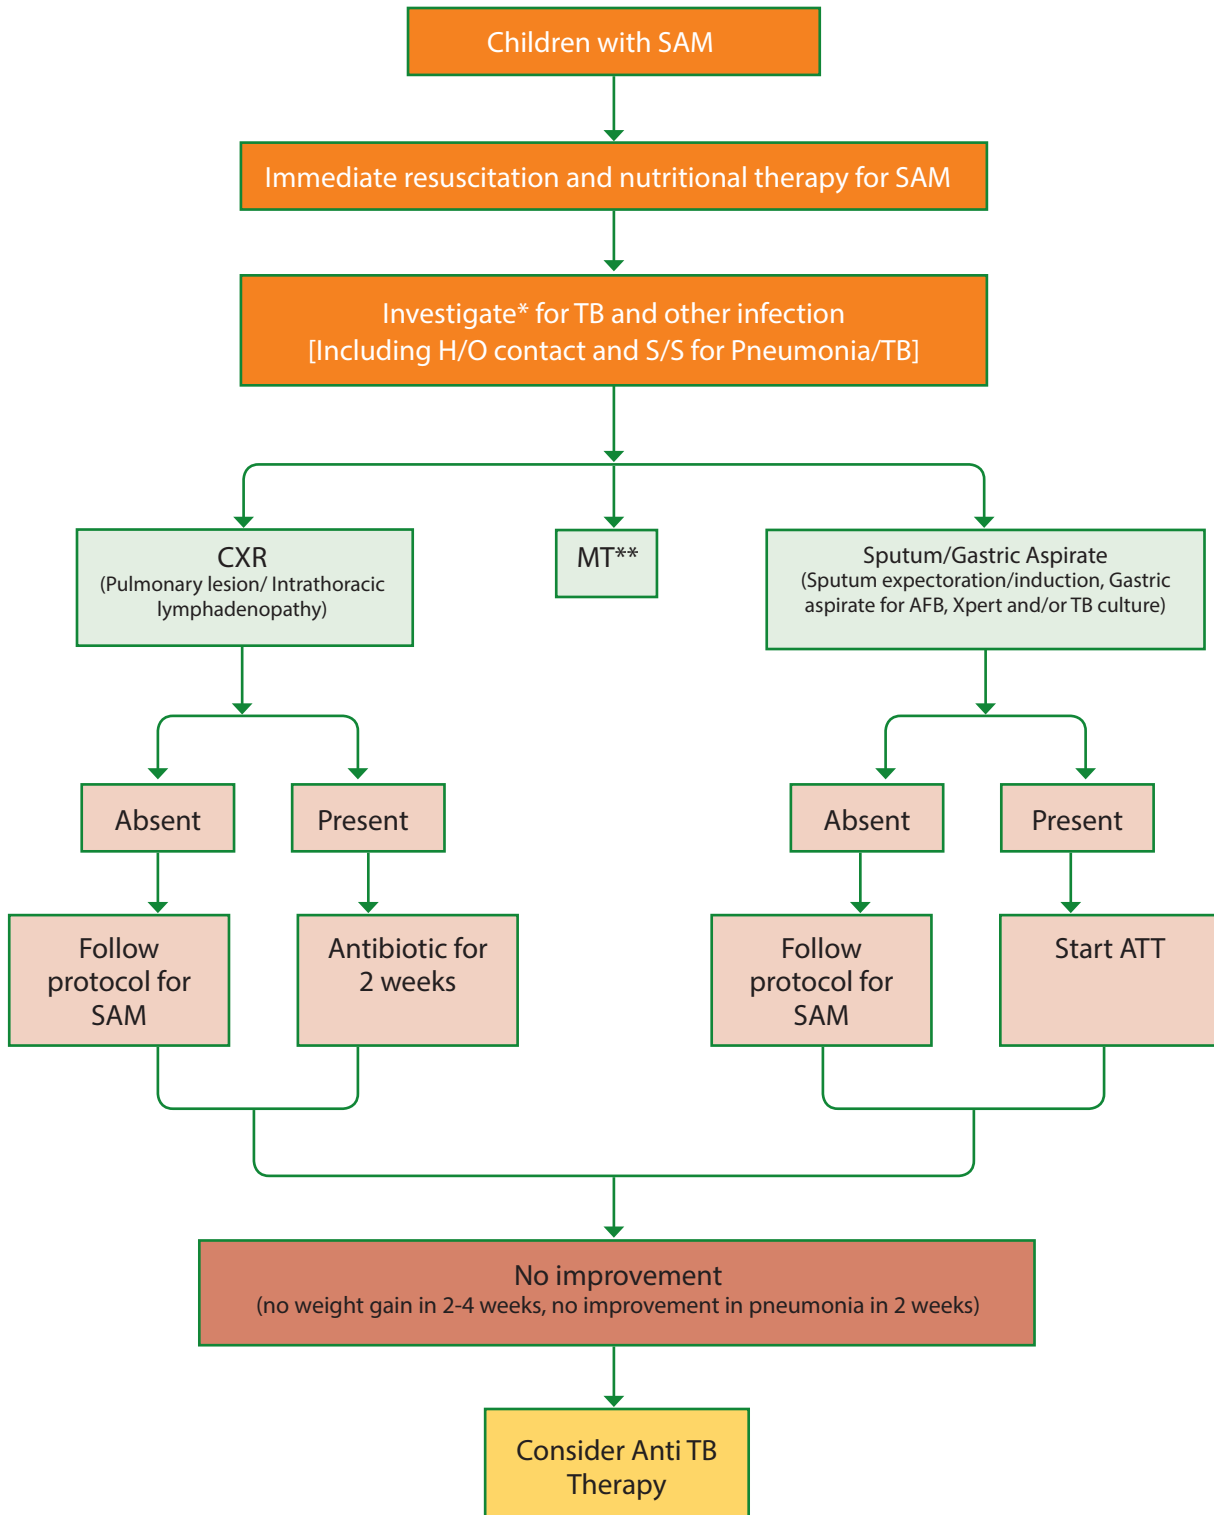 Children with SAM
Immediate resuscitation and nutritional therapy for SAM
Investigate* for TB and other infection
[Including H/O contact and S/S for Pneumonia/TB]
CXR
(Pulmonary lesion/ Intrathoracic
lymphadenopathy)
MT**
Sputum/Gastric Aspirate
(Sputum expectoration/induction, Gastric
aspirate for AFB, Xpert and/or TB culture)
Absent
Present
Absent
Present
Follow
protocol for
SAM
Antibiotic for
2 weeks
Follow
protocol for
SAM
Start ATT
No improvement
(no weight gain in 2-4 weeks, no improvement in pneumonia in 2 weeks)
Consider Anti TB
Therapy